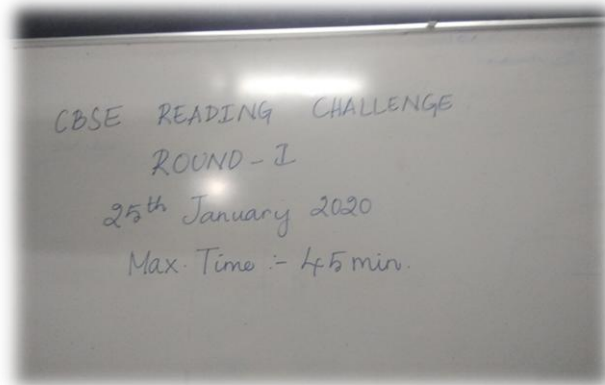 CBSE READING CHALLENGE
ROUND - I
25th January 2020
Max. Time :- 45 min.